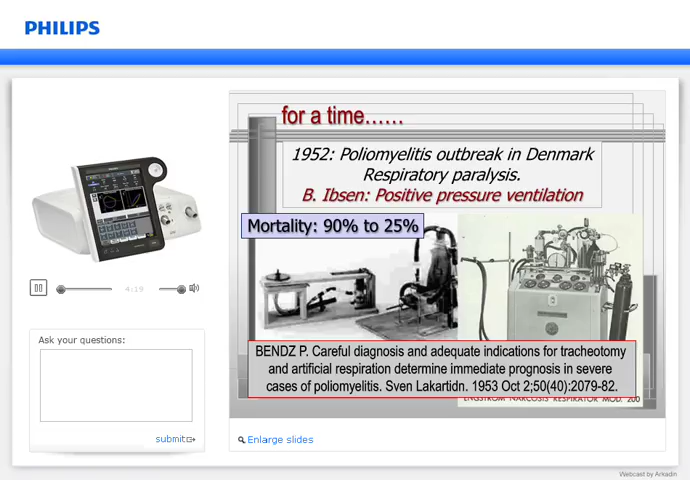 PHILIPS
for a time......
1952: Poliomyelitis outbreak in Denmark
Respiratory paralysis.
B. Ibsen: Positive pressure ventilation
Mortality: 90% to 25%
BENDZ P. Careful diagnosis and adequate indications for tracheotomy
and artificial respiration determine immediate prognosis in severe
cases of poliomyelitis. Sven Lakartidn. 1953 Oct 2;50(40):2079-82.
ENGSTROM NARCOSIS RESPIRATOR MOD. 200
4:19
Ask your questions:
submit
Enlarge slides
Webcast by Arkadin